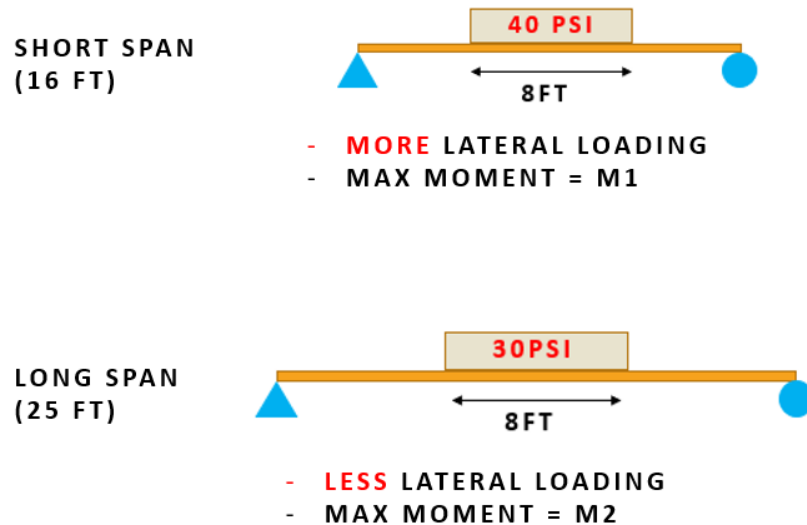 40 PSI
SHORT SPAN
(16 FT)
8FT
- MORE LATERAL LOADING
- MAX MOMENT = M1
30PSI
LONG SPAN
(25 FT)
8FT
- LESS LATERAL LOADING
- MAX MOMENT = M2